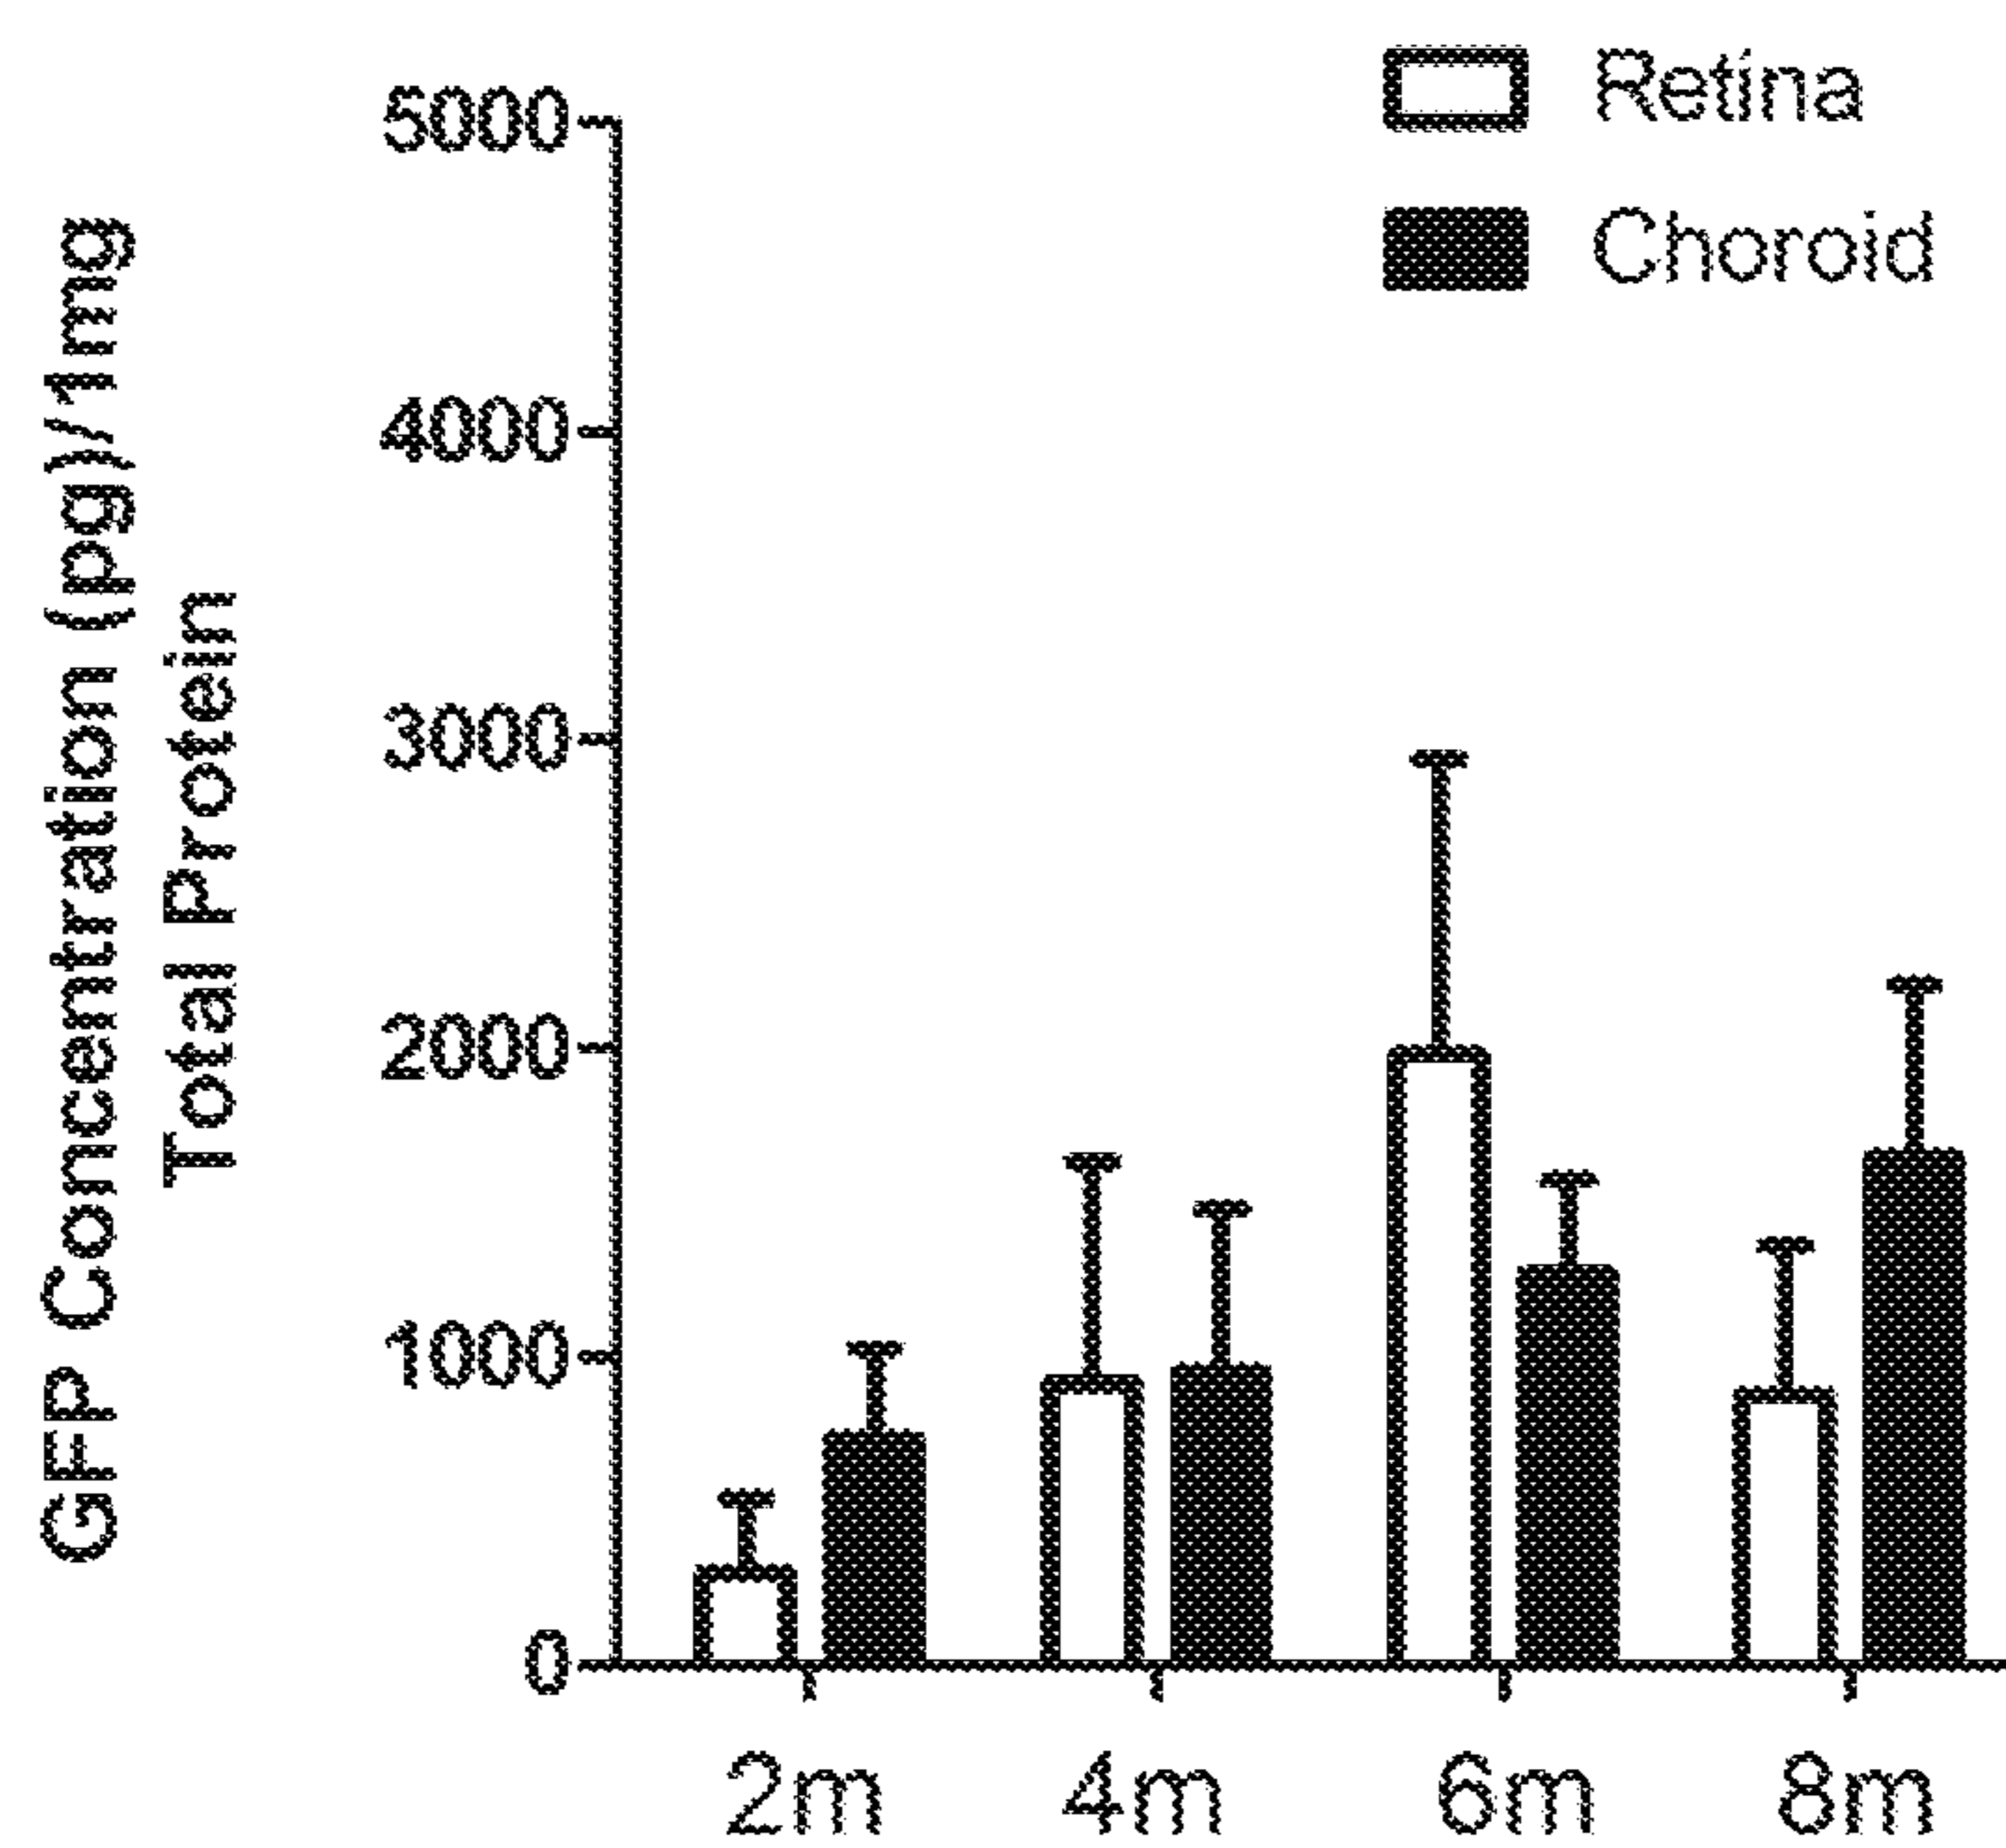 Retina
Choroid
GFP Concentration (pg)/1mg
Total Protein
5000
4000
3000
2000
1000
0
2m 4m 6m 8m